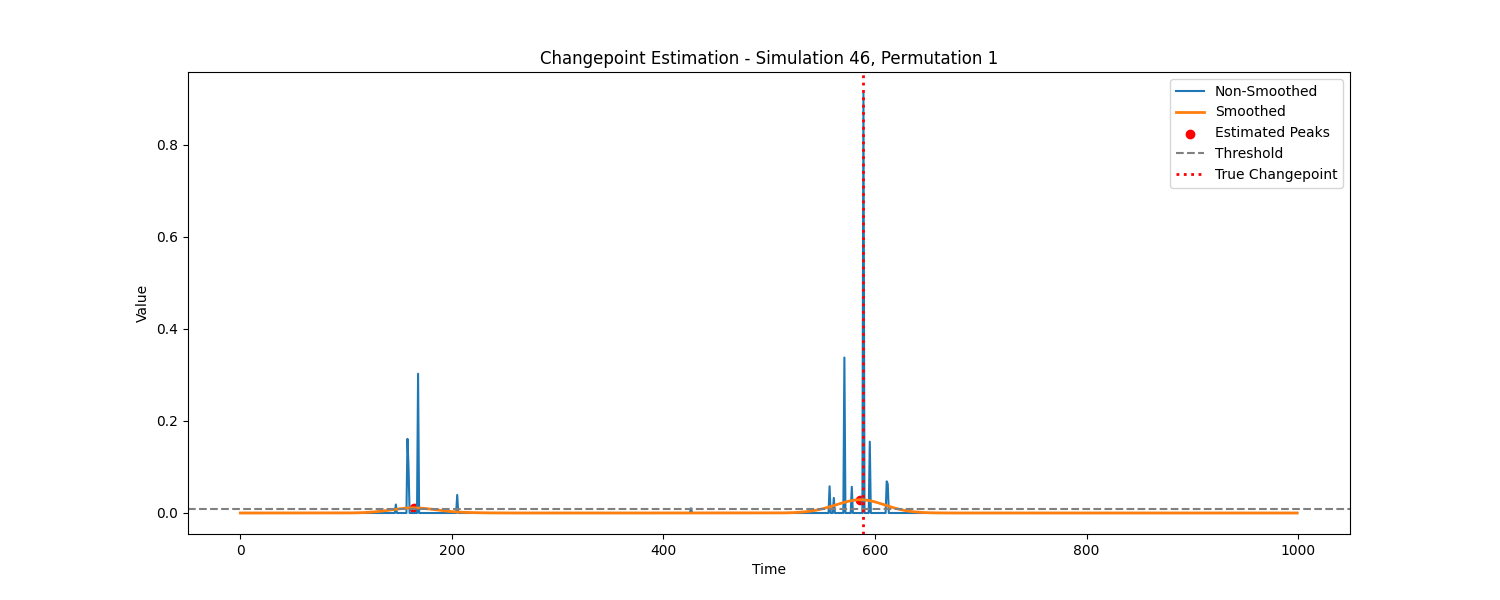 Changepoint Estimation - Simulation 46, Permutation 1
Non-Smoothed
Smoothed
Estimated Peaks
Threshold
True Changepoint
Value
0.8
0.6
0.4
0.2
0.0
0 200 400 600 800 1000
Time